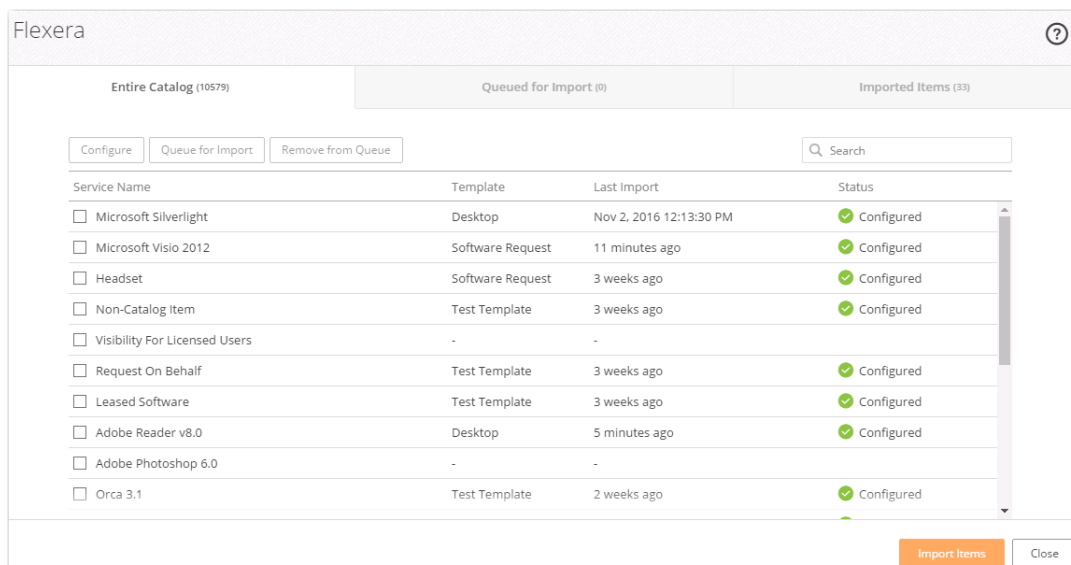 Flexera
Entire Catalog (10579) Queued for Import (0) Imported Items (33)
Configure Queue for Import Remove from Queue Search
Service Name Template Last Import Status
Microsoft Silverlight Desktop Nov 2, 2016 12:13:30 PM Configured
Microsoft Visio 2012 Software Request 11 minutes ago Configured
Headset Software Request 3 weeks ago Configured
Non-Catalog Item Test Template 3 weeks ago Configured
Visibility For Licensed Users - -
Request On Behalf Test Template 3 weeks ago Configured
Leased Software Test Template 3 weeks ago Configured
Adobe Reader v8.0 Desktop 5 minutes ago Configured
Adobe Photoshop 6.0 - -
Orca 3.1 Test Template 2 weeks ago Configured
Import Items Close